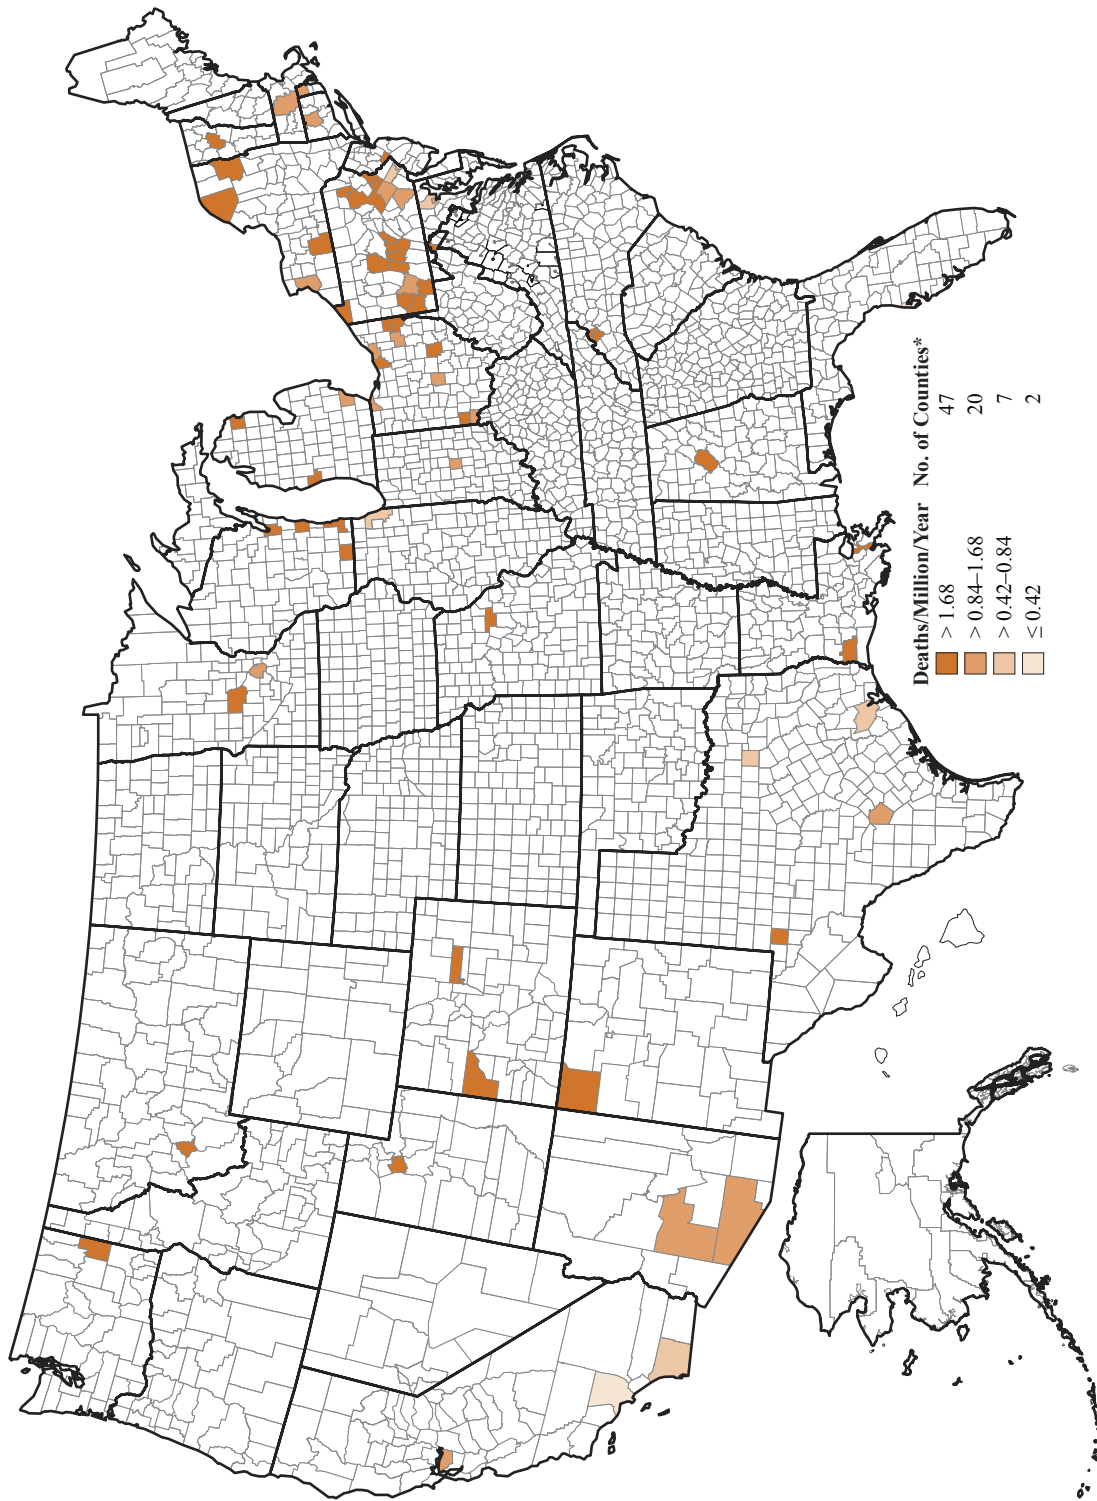 Deaths/Million/Year No. of Counties*
> 1.68 47
> 0.84–1.68 20
> 0.42–0.84 7
≤ 0.42 2